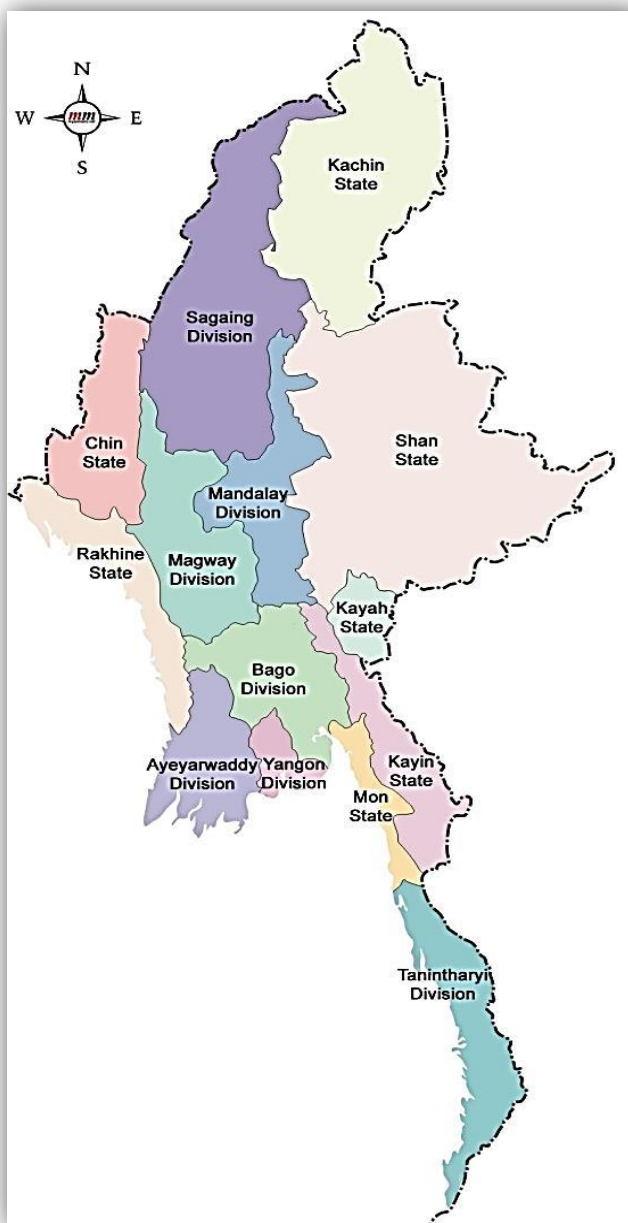 N
W
mm
E
S
Kachin
State
Sagaing
Division
Chin
State
Shan
State
Mandalay
Division
Rakhine
State
Magway
Division
Kayah
State
Bago
Division
Ayeyarwaddy
Division
Yangon
Division
Kayin
State
Mon
State
Tanintharyi
Division